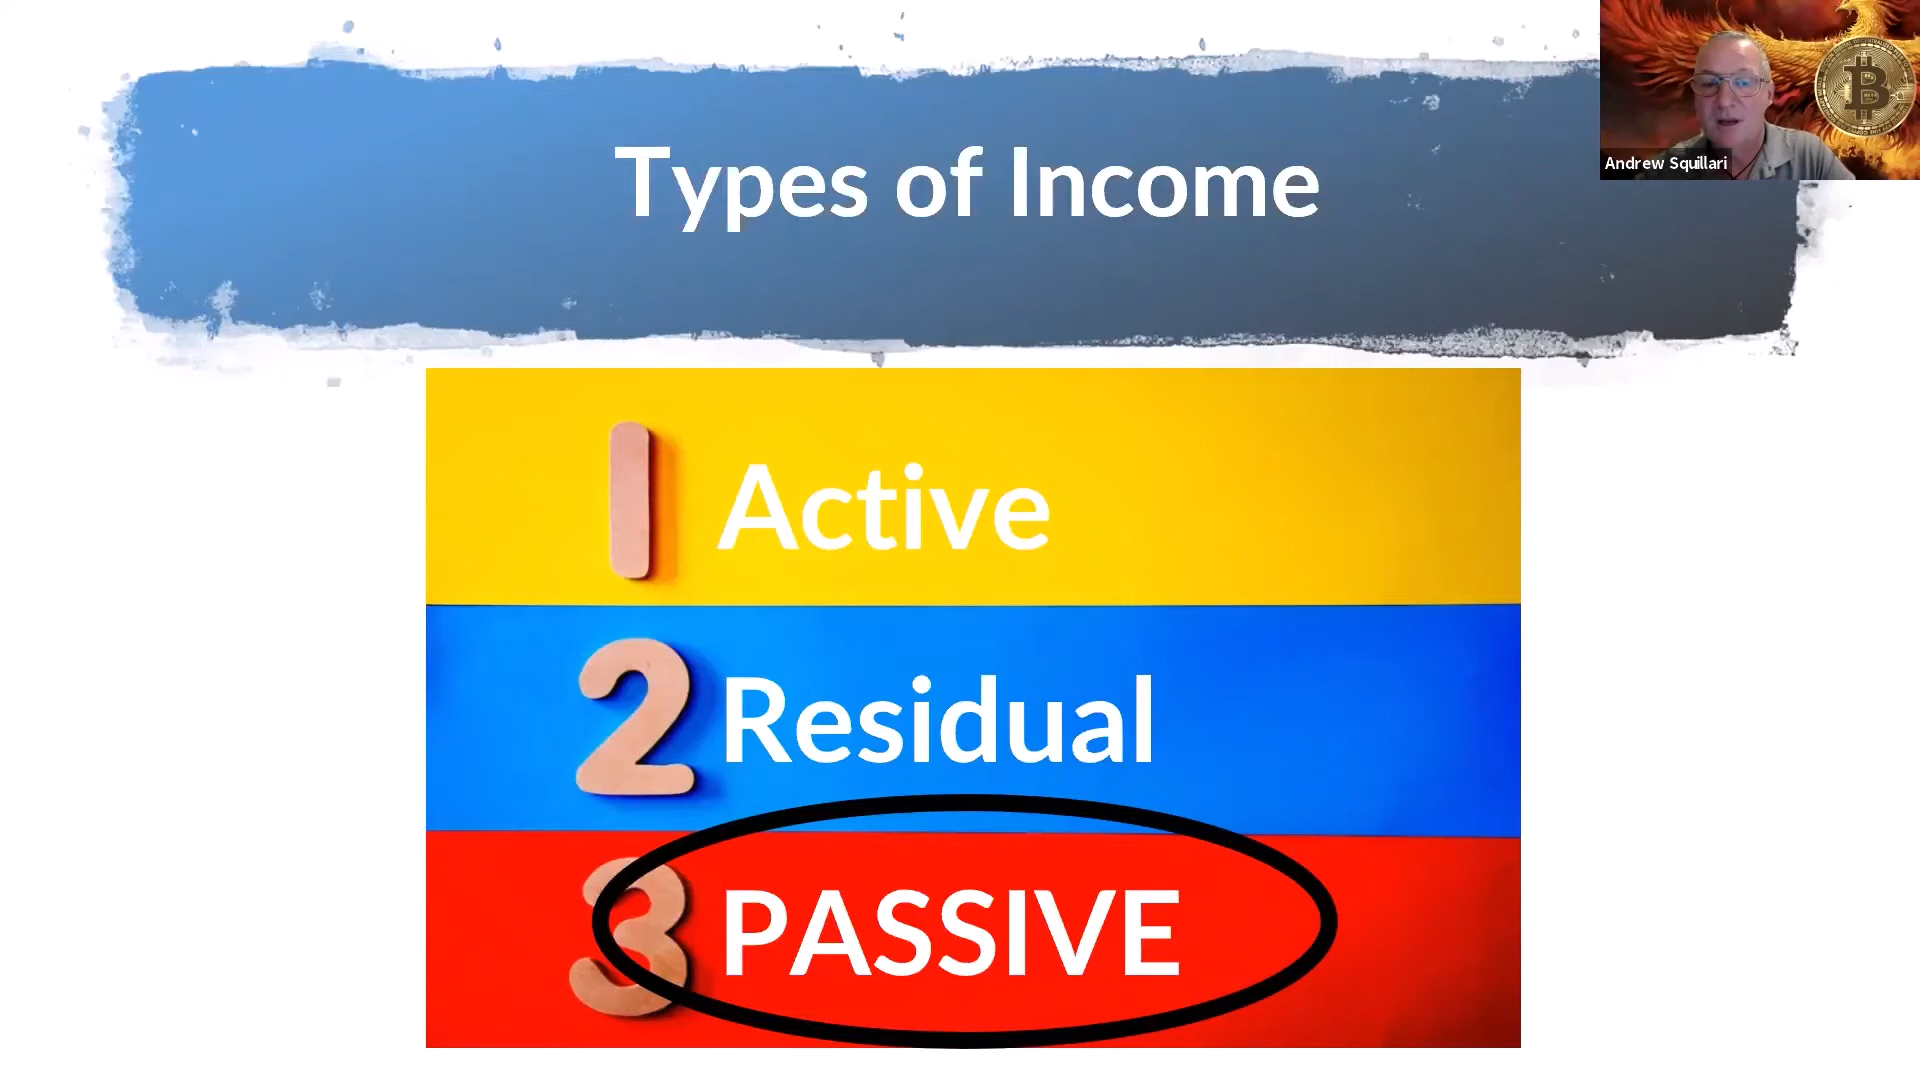 Types of Income
Andrew Squillari
1 Active
2 Residual
3 PASSIVE